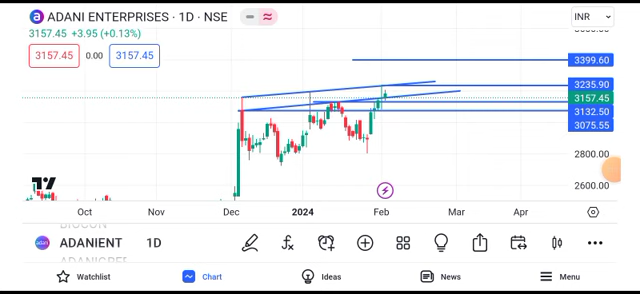 ADANI ENTERPRISES · 1D · NSE
INR
3157.45 +3.95 (+0.13%)
3157.45 0.00 3157.45
3399.60
3235.90
3157.45
3132.50
3075.55
2800.00
2600.00
Oct Nov Dec 2024 Feb Mar Apr
adani ADANIENT 1D
Watchlist Chart Ideas News Menu